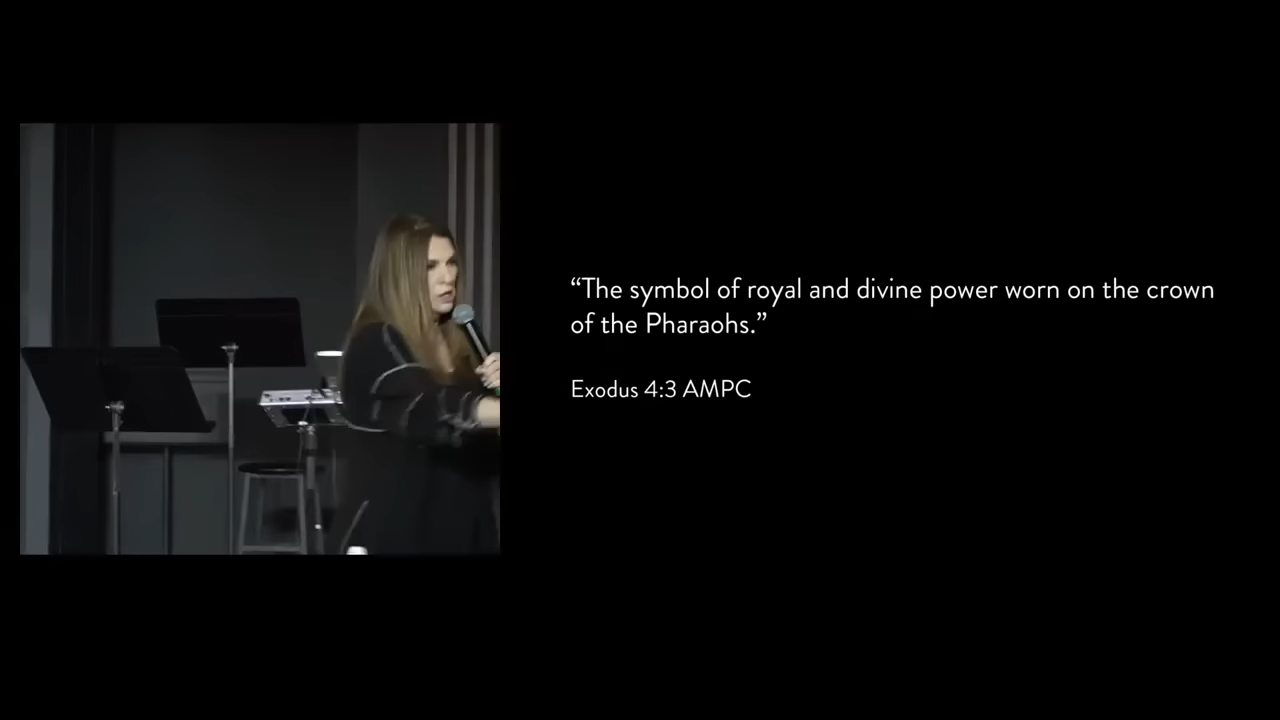 “The symbol of royal and divine power worn on the crown
of the Pharaohs.”
Exodus 4:3 AMPC